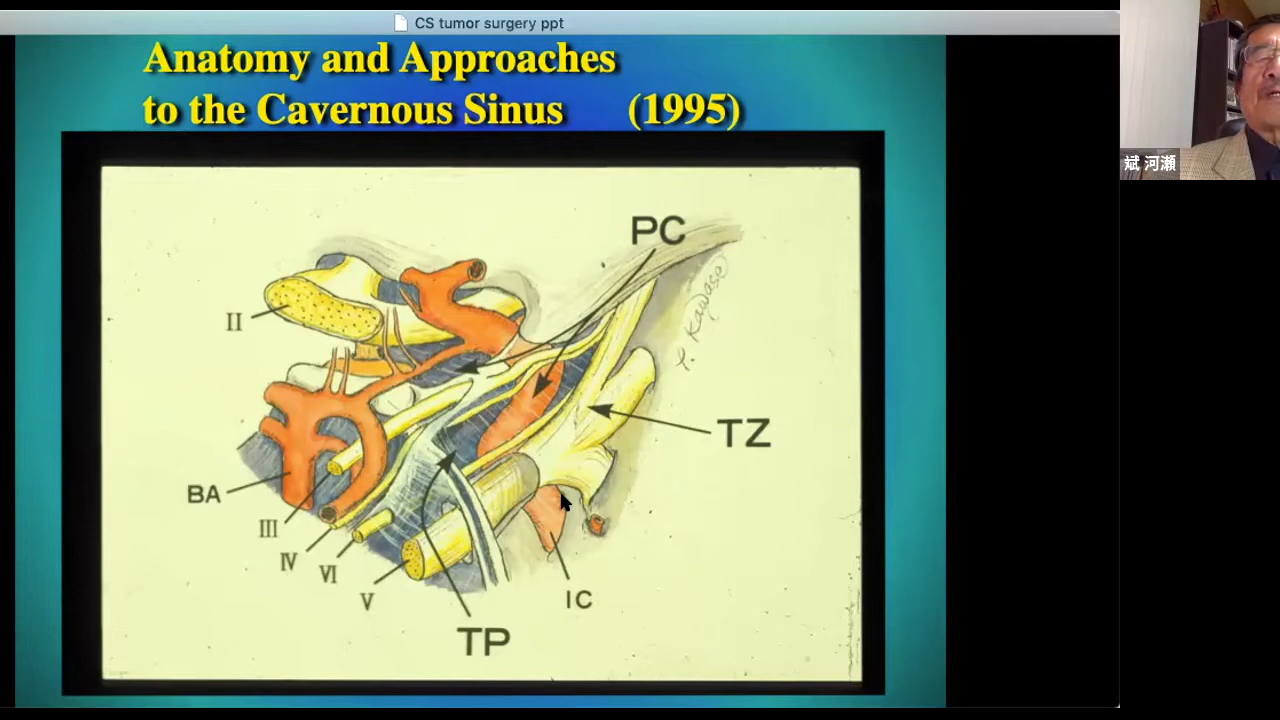 CS tumor surgery ppt
Anatomy and Approaches
to the Cavernous Sinus (1995)
PC
II
T. Kawase
TZ
BA
III
IV
VI
V
IC
TP
斌 河瀬